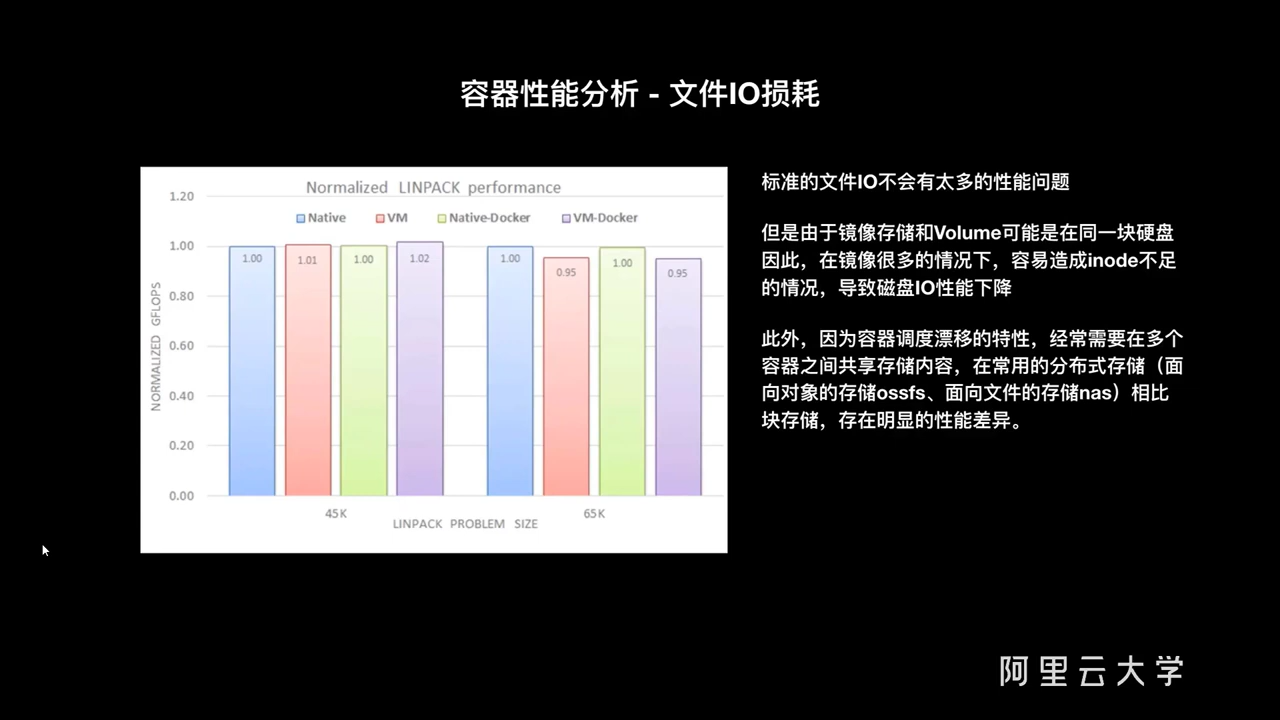 容器性能分析 - 文件IO损耗
Normalized LINPACK performance
Native VM Native-Docker VM-Docker
NORMALIZED GFLOPS
1.20
1.00
0.80
0.60
0.40
0.20
0.00
1.00 1.01 1.00 1.02 1.00 0.95 1.00 0.95
45K 65K
LINPACK PROBLEM SIZE
标准的文件IO不会有太多的性能问题
但是由于镜像存储和Volume可能是在同一块硬盘
因此，在镜像很多的情况下，容易造成inode不足
的情况，导致磁盘IO性能下降
此外，因为容器调度漂移的特性，经常需要在多个
容器之间共享存储内容，在常用的分布式存储（面
向对象的存储ossfs、面向文件的存储nas）相比
块存储，存在明显的性能差异。
阿里云大学